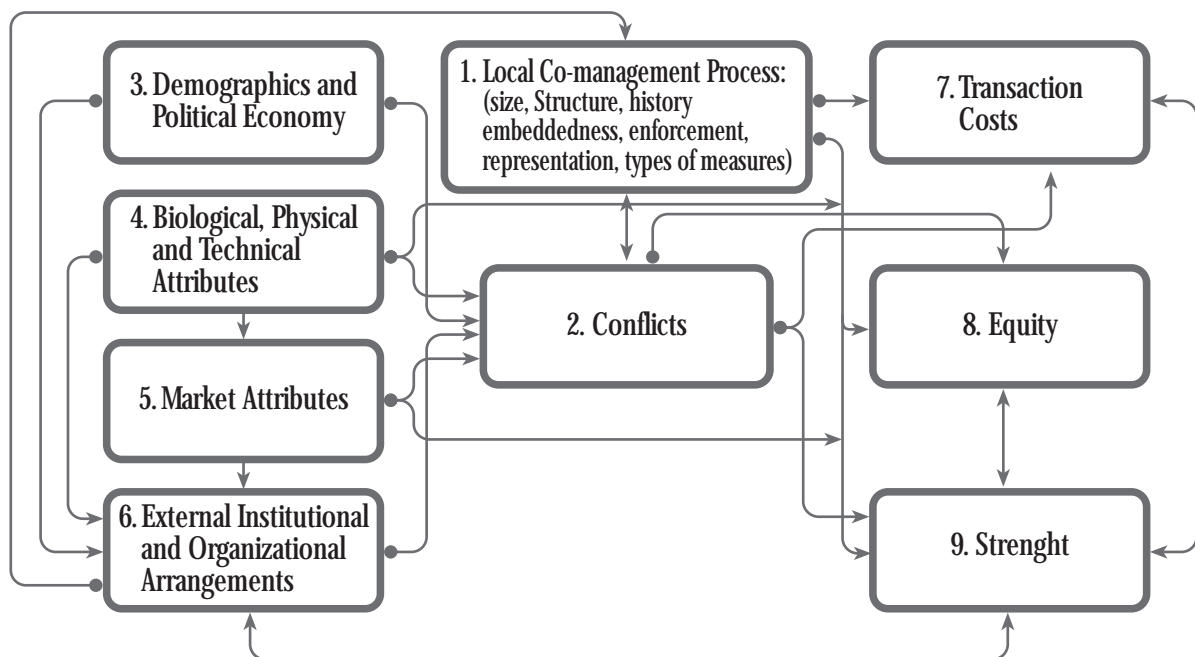 3. Demographics and
Political Economy
1. Local Co-management Process:
(size, Structure, history
embeddedness, enforcement,
representation, types of measures)
7. Transaction
Costs
4. Biological, Physical
and Technical
Attributes
2. Conflicts
8. Equity
5. Market Attributes
6. External Institutional
and Organizational
Arrangements
9. Strenght